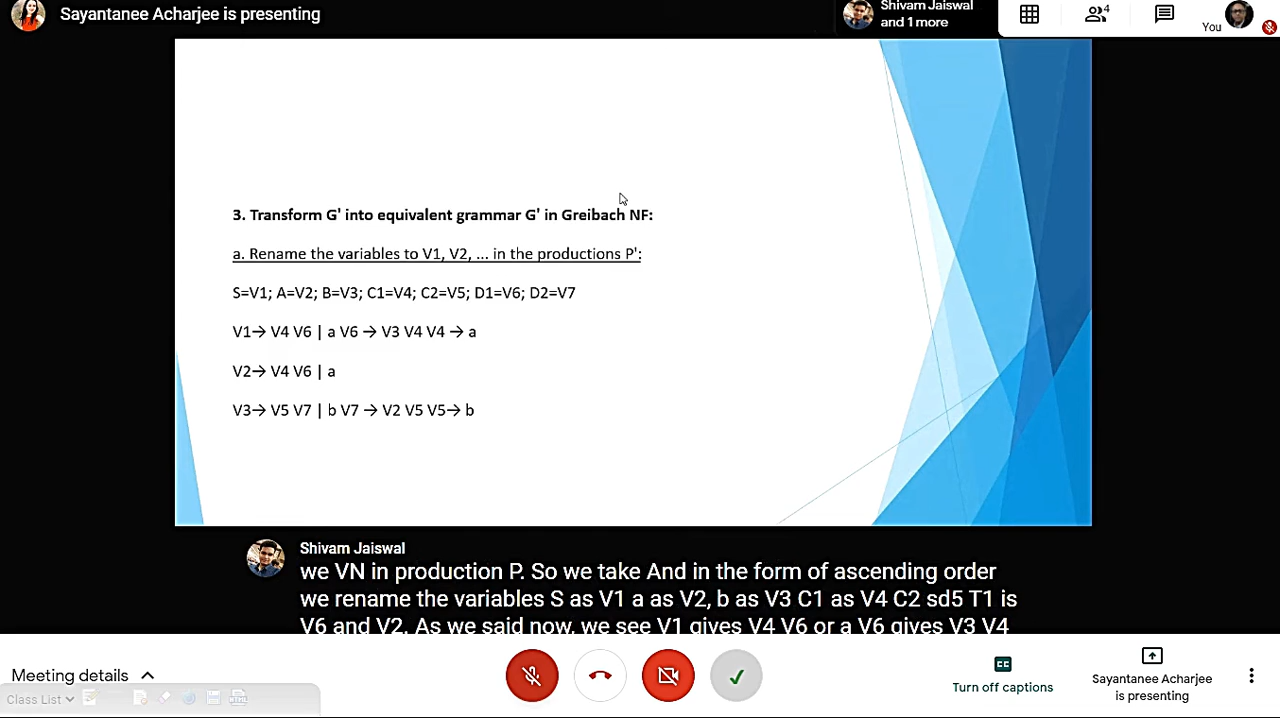 Sayantanee Acharjee is presenting
Shivam Jaiswal
and 1 more
4
You
3. Transform G' into equivalent grammar G' in Greibach NF:
a. Rename the variables to V1, V2, ... in the productions P':
S=V1; A=V2; B=V3; C1=V4; C2=V5; D1=V6; D2=V7
V1→ V4 V6 | a V6 → V3 V4 V4 → a
V2→ V4 V6 | a
V3→ V5 V7 | b V7 → V2 V5 V5→ b
Shivam Jaiswal
we VN in production P. So we take And in the form of ascending order
we rename the variables S as V1 a as V2, b as V3 C1 as V4 C2 sd5 T1 is
V6 and V2. As we said now, we see V1 gives V4 V6 or a V6 gives V3 V4
Meeting details
Class List
CC
Turn off captions
Sayantanee Acharjee
is presenting